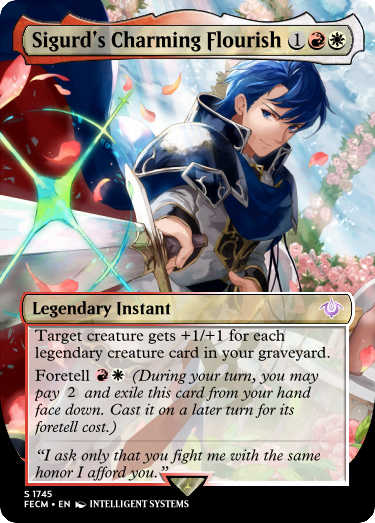 Sigurd's Charming Flourish 1
Legendary Instant
Target creature gets +1/+1 for each
legendary creature card in your graveyard.
Foretell (During your turn, you may
pay 2 and exile this card from your hand
face down. Cast it on a later turn for its
foretell cost.)
"I ask only that you fight me with the same
honor I afford you."
S 1745
FECM • EN INTELLIGENT SYSTEMS